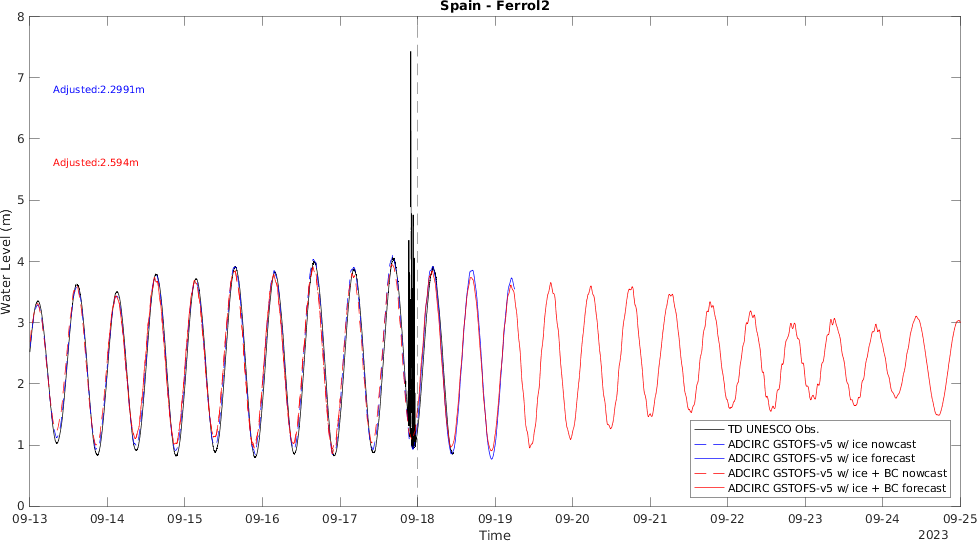 Spain - Ferrol2
8
7
6
5
4
3
2
1
0
Water Level (m)
Adjusted:2.2991m
Adjusted:2.594m
TD UNESCO Obs.
ADCIRC GSTOFS-v5 w/ ice nowcast
ADCIRC GSTOFS-v5 w/ ice forecast
ADCIRC GSTOFS-v5 w/ ice + BC nowcast
ADCIRC GSTOFS-v5 w/ ice + BC forecast
09-13 09-14 09-15 09-16 09-17 09-18 09-19 09-20 09-21 09-22 09-23 09-24 09-25
Time
2023